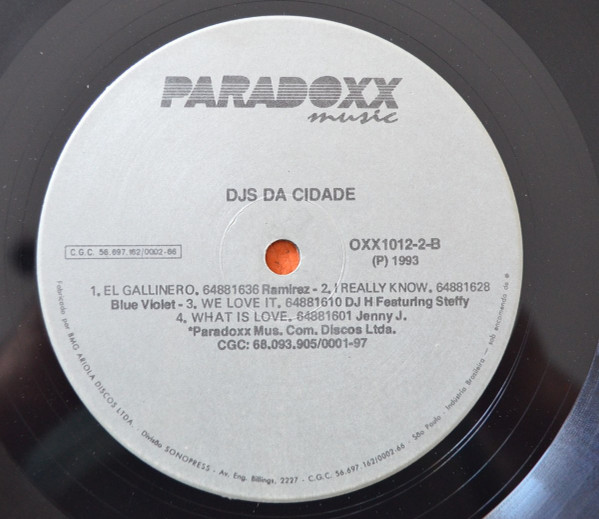 PARADOXX
music
DJS DA CIDADE
C.G.C. 56.697.162/0002-66
OXX1012-2-B
(P) 1993
1. EL GALLINERO. 64881636 Ramirez - 2. I REALLY KNOW. 64881628
Blue Violet - 3. WE LOVE IT. 64881610 DJ H Featuring Steffy
4. WHAT IS LOVE. 64881601 Jenny J.
*Paradoxx Mus. Com. Discos Ltda.
CGC: 68.093.905/0001-97
Fabricado por BMG ARIOLA DISCOS LTDA. - Divisão SONOPRESS - Av. Eng. Billings, 2227 - C.G.C. 56.697.162/0002-66 - São Paulo - Indústria Brasileira - sob encomenda de *